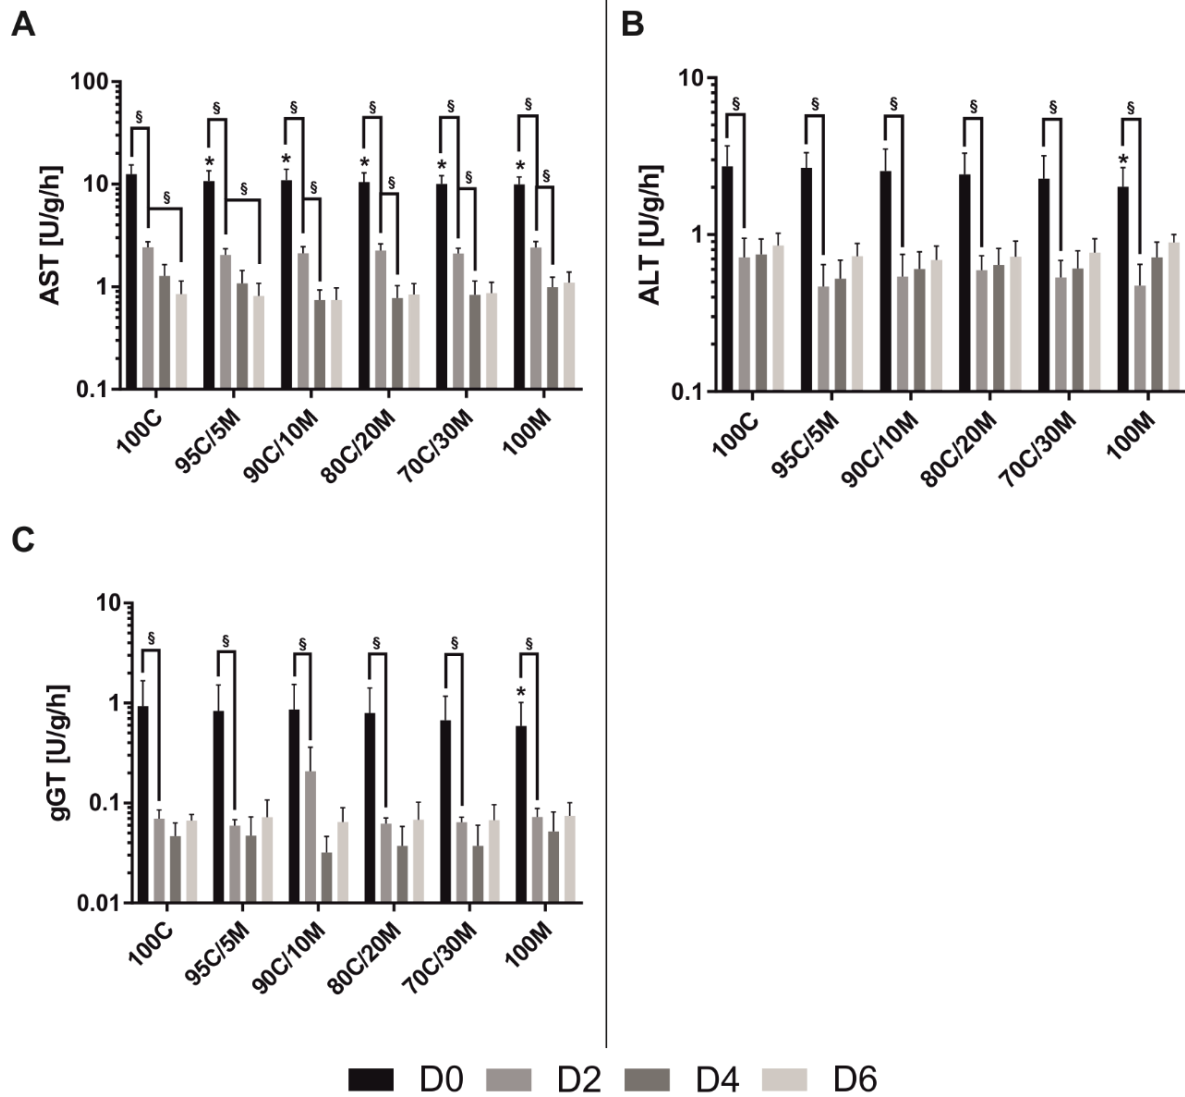 A
AST [U/g/h]
100
10
1
0.1
§ § § § § §
§ § § § § §
* * * * *
100C 95C/5M 90C/10M 80C/20M 70C/30M 100M
B
ALT [U/g/h]
10
1
0.1
§ § § § § §
*
100C 95C/5M 90C/10M 80C/20M 70C/30M 100M
C
gGT [U/g/h]
10
1
0.1
0.01
§ § § § § §
*
100C 95C/5M 90C/10M 80C/20M 70C/30M 100M
D0 D2 D4 D6